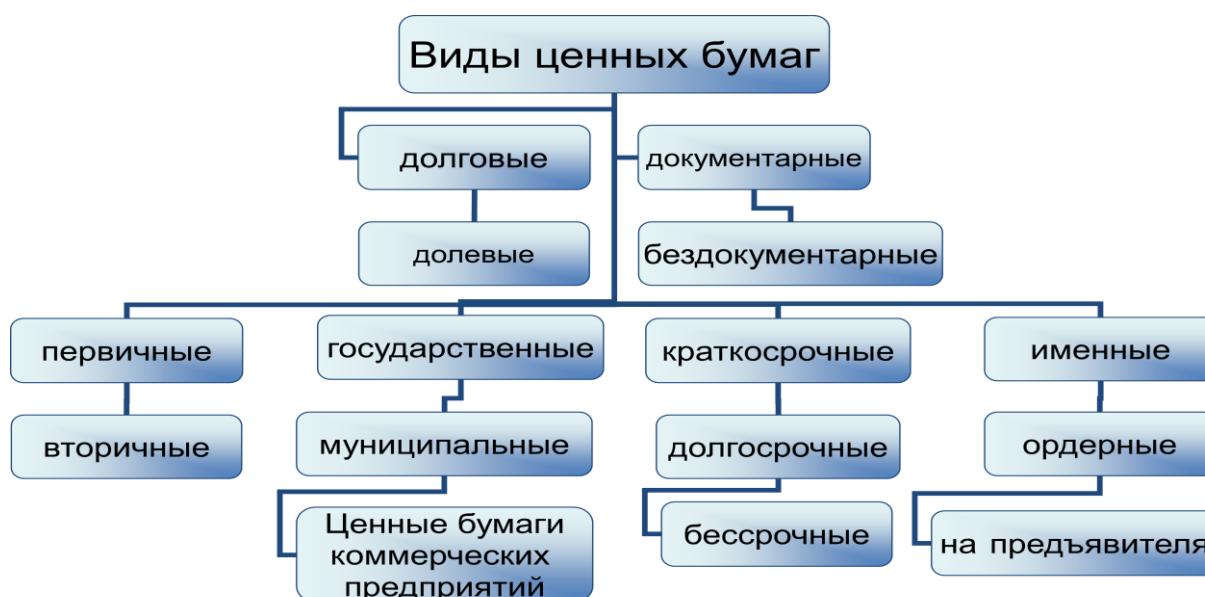 Виды ценных бумаг
долговые
документарные
долевые
бездокументарные
первичные
государственные
краткосрочные
именные
вторичные
муниципальные
долгосрочные
ордерные
Ценные бумаги
коммерческих
предприятий
бессрочные
на предъявителя